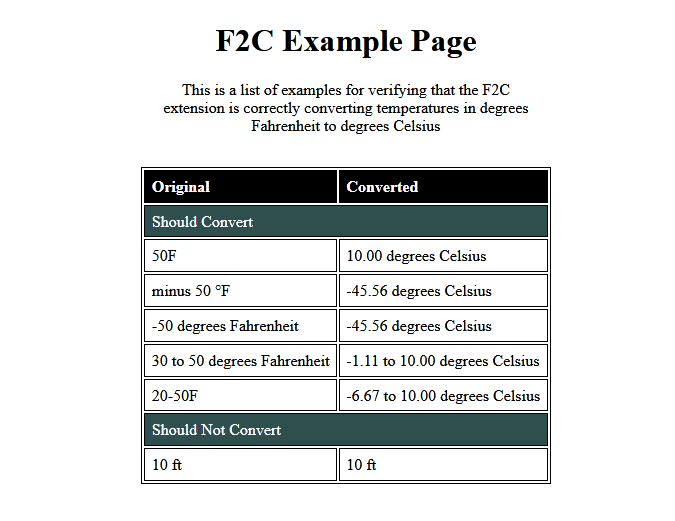 F2C Example Page
This is a list of examples for verifying that the F2C
extension is correctly converting temperatures in degrees
Fahrenheit to degrees Celsius
Original Converted
Should Convert
50F 10.00 degrees Celsius
minus 50 °F -45.56 degrees Celsius
-50 degrees Fahrenheit -45.56 degrees Celsius
30 to 50 degrees Fahrenheit -1.11 to 10.00 degrees Celsius
20-50F -6.67 to 10.00 degrees Celsius
Should Not Convert
10 ft 10 ft